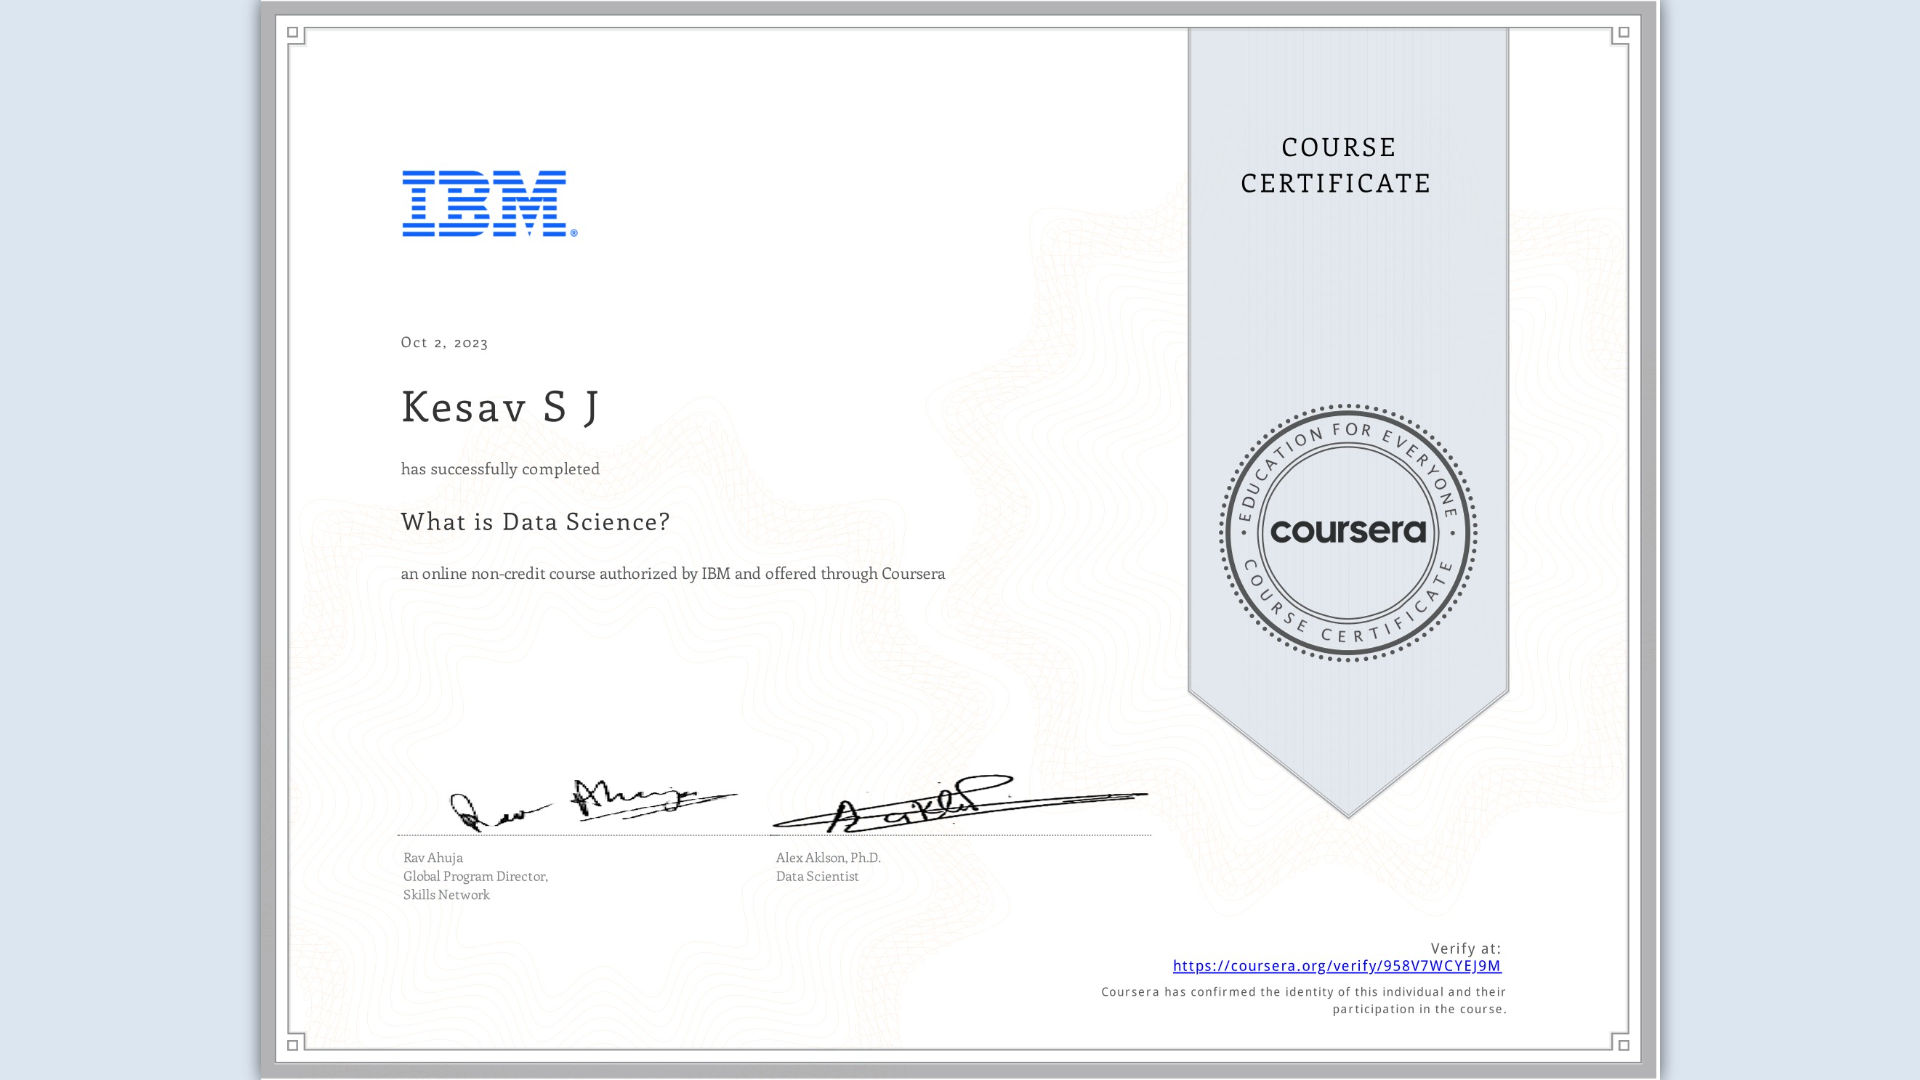 COURSE
CERTIFICATE
IBM®
Oct 2, 2023
Kesav S J
has successfully completed
What is Data Science?
an online non-credit course authorized by IBM and offered through Coursera
EDUCATION FOR EVERYONE
coursera
COURSE CERTIFICATE
Rav Ahuja
Global Program Director,
Skills Network
Alex Aklson, Ph.D.
Data Scientist
Verify at:
https://coursera.org/verify/958V7WCYEJ9M
Coursera has confirmed the identity of this individual and their
participation in the course.